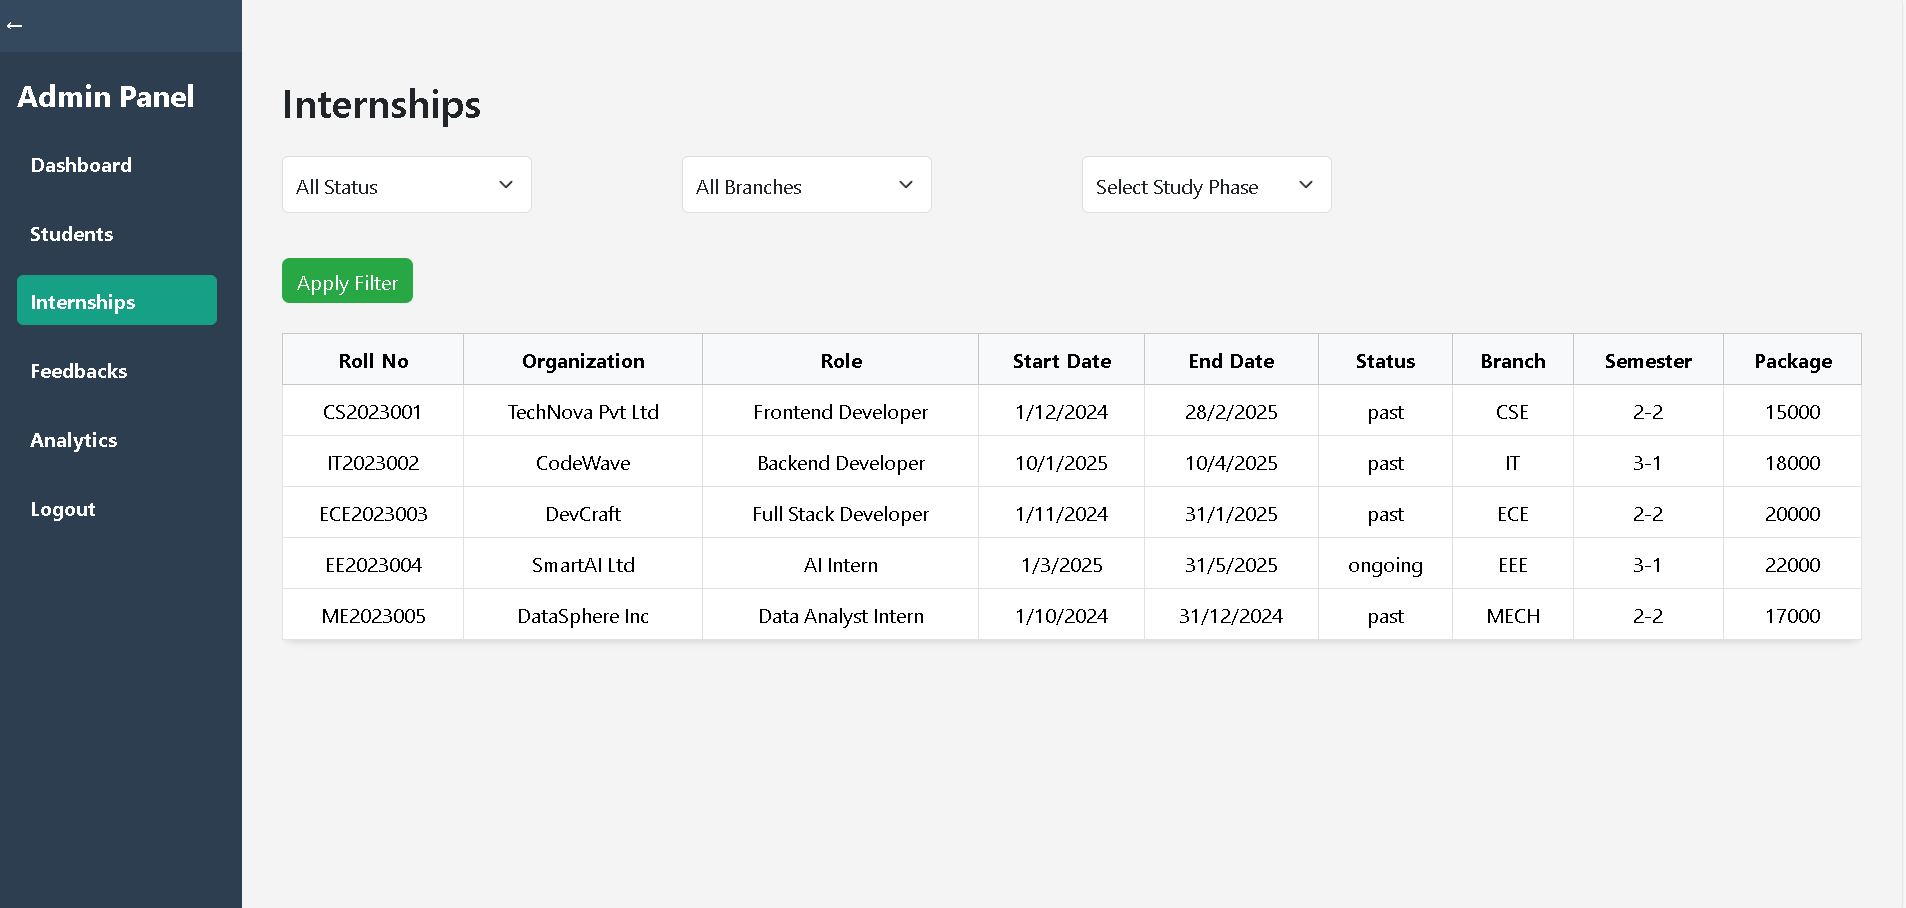 ←
Admin Panel
Dashboard
Students
Internships
Feedbacks
Analytics
Logout
Internships
All Status All Branches Select Study Phase
Apply Filter
Roll No Organization Role Start Date End Date Status Branch Semester Package
CS2023001 TechNova Pvt Ltd Frontend Developer 1/12/2024 28/2/2025 past CSE 2-2 15000
IT2023002 CodeWave Backend Developer 10/1/2025 10/4/2025 past IT 3-1 18000
ECE2023003 DevCraft Full Stack Developer 1/11/2024 31/1/2025 past ECE 2-2 20000
EE2023004 SmartAI Ltd AI Intern 1/3/2025 31/5/2025 ongoing EEE 3-1 22000
ME2023005 DataSphere Inc Data Analyst Intern 1/10/2024 31/12/2024 past MECH 2-2 17000